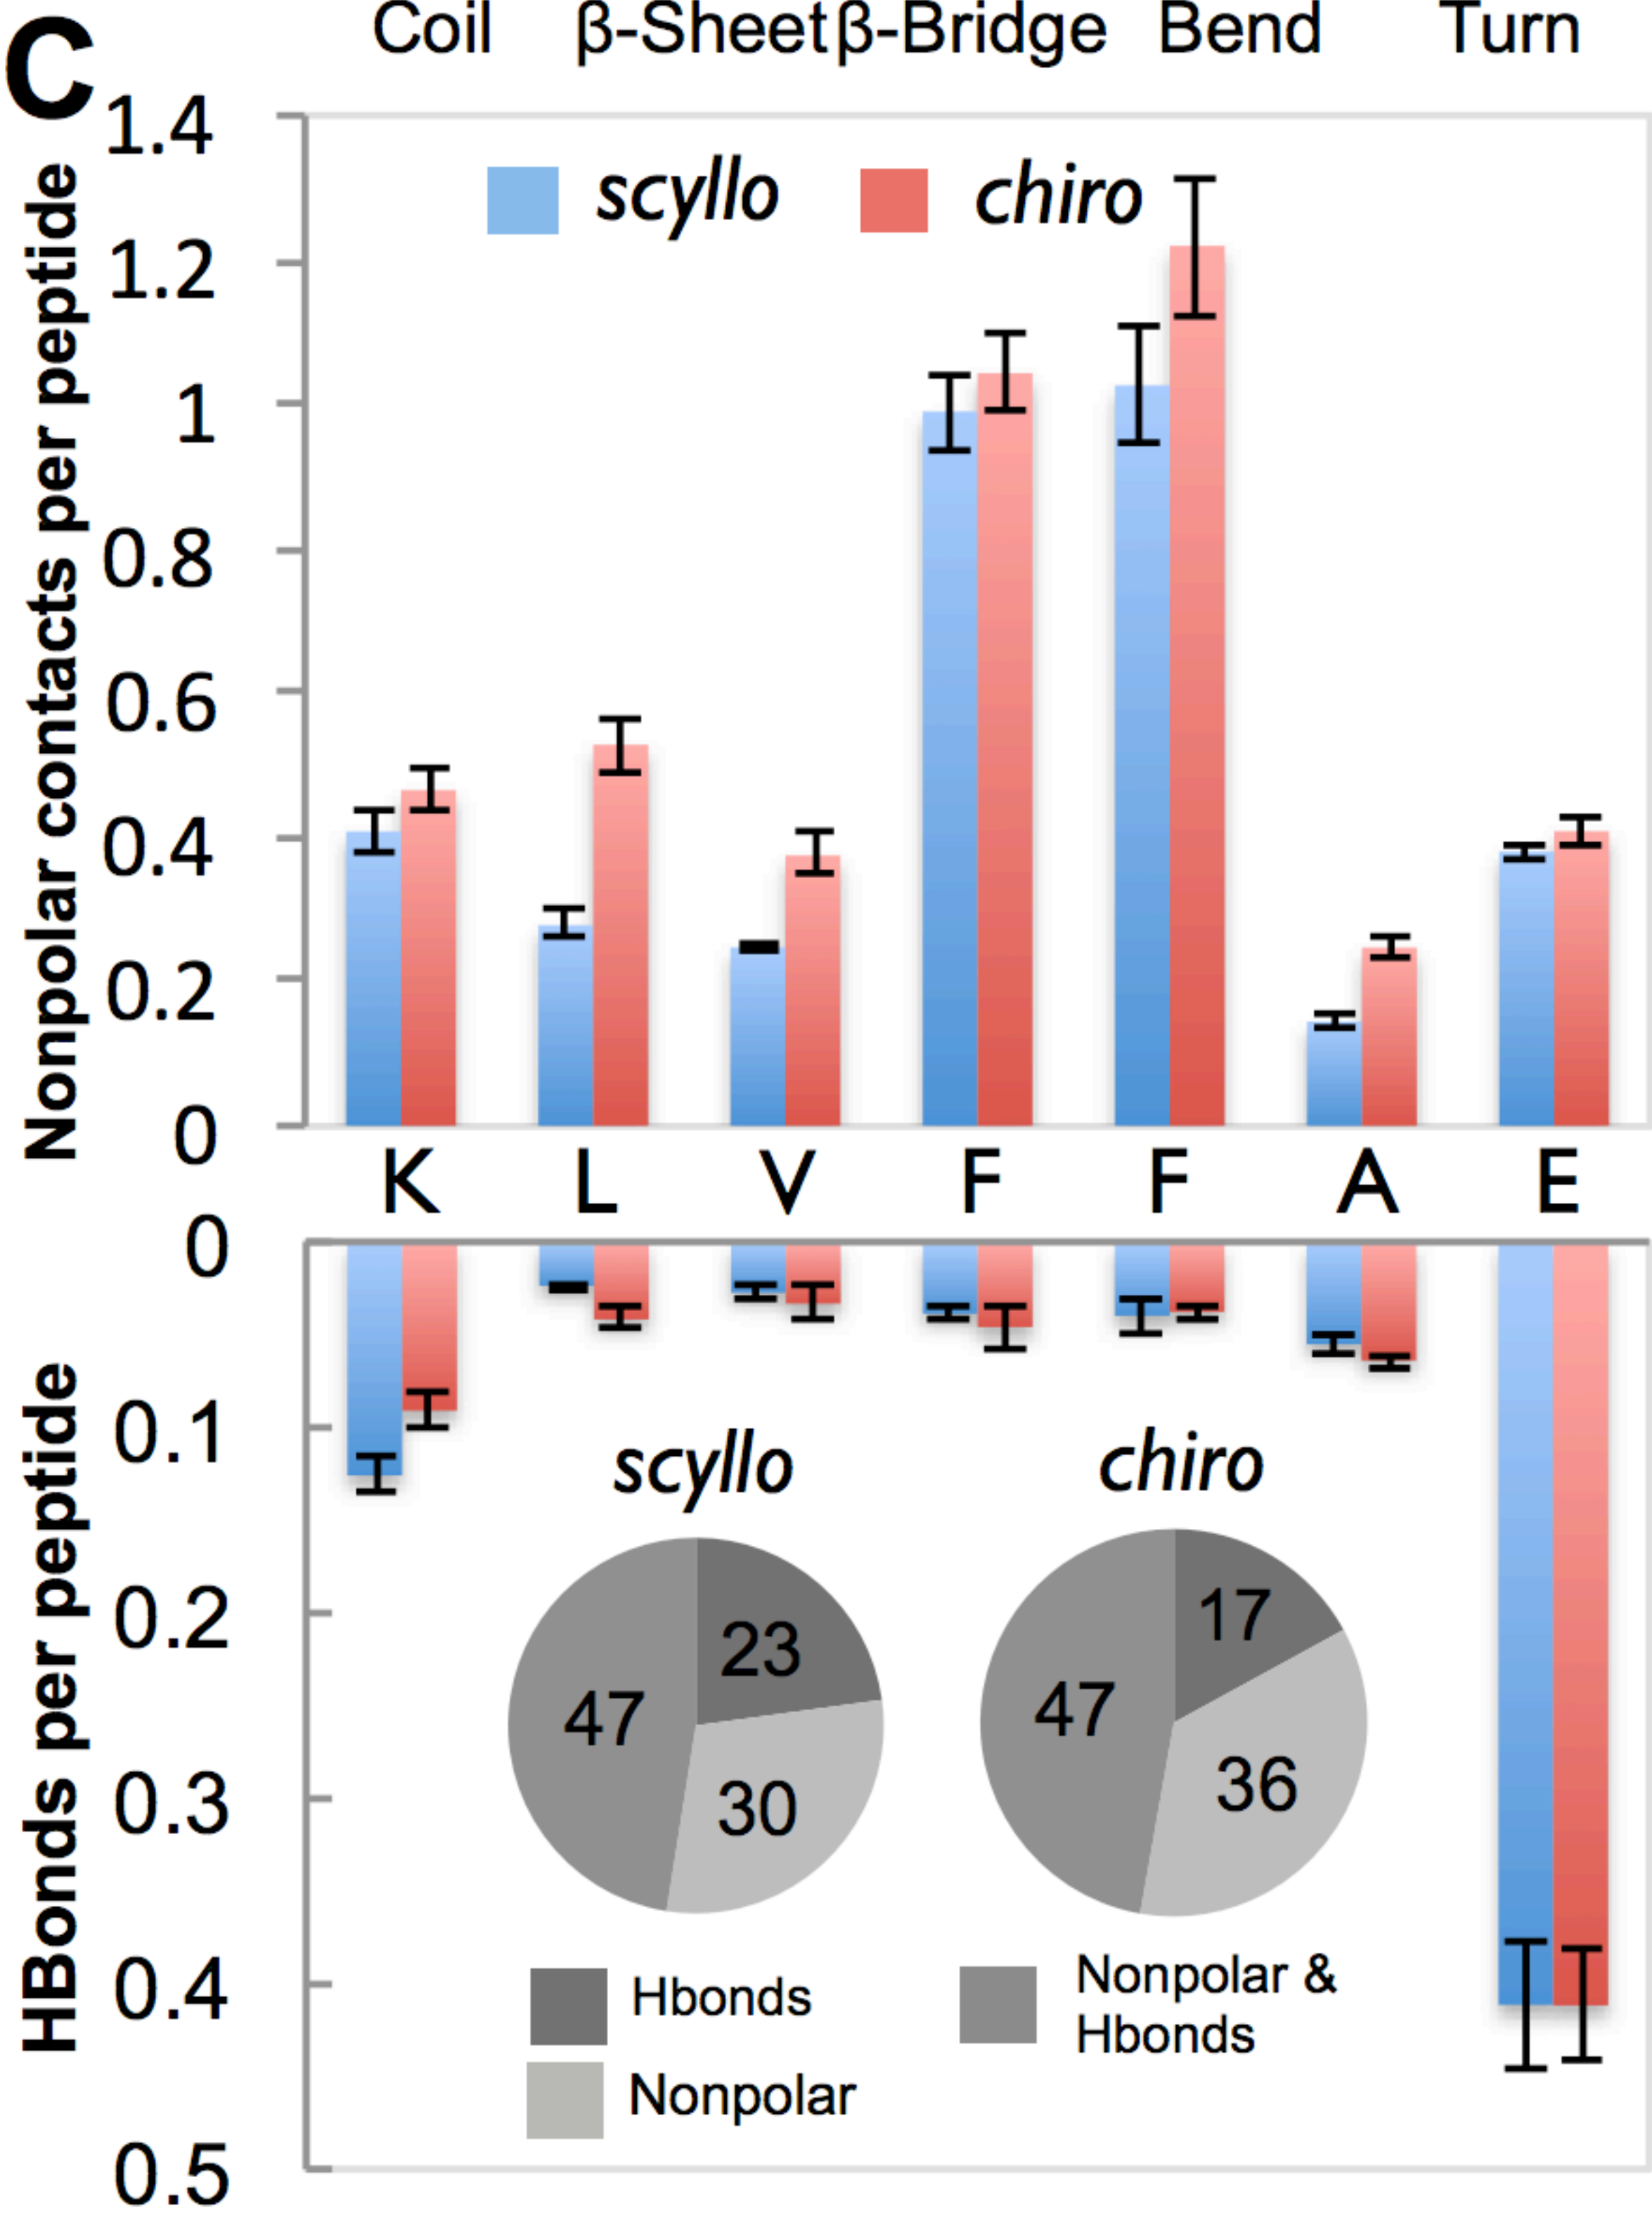 Coil β-Sheet β-Bridge Bend Turn
C
Nonpolar contacts per peptide
1.4
1.2
1
0.8
0.6
0.4
0.2
0
scyllo chiro
K L V F F A E
HBonds per peptide
0
0.1
0.2
0.3
0.4
0.5
scyllo chiro
23
47
30
17
47
36
Hbonds
Nonpolar
Nonpolar &
Hbonds